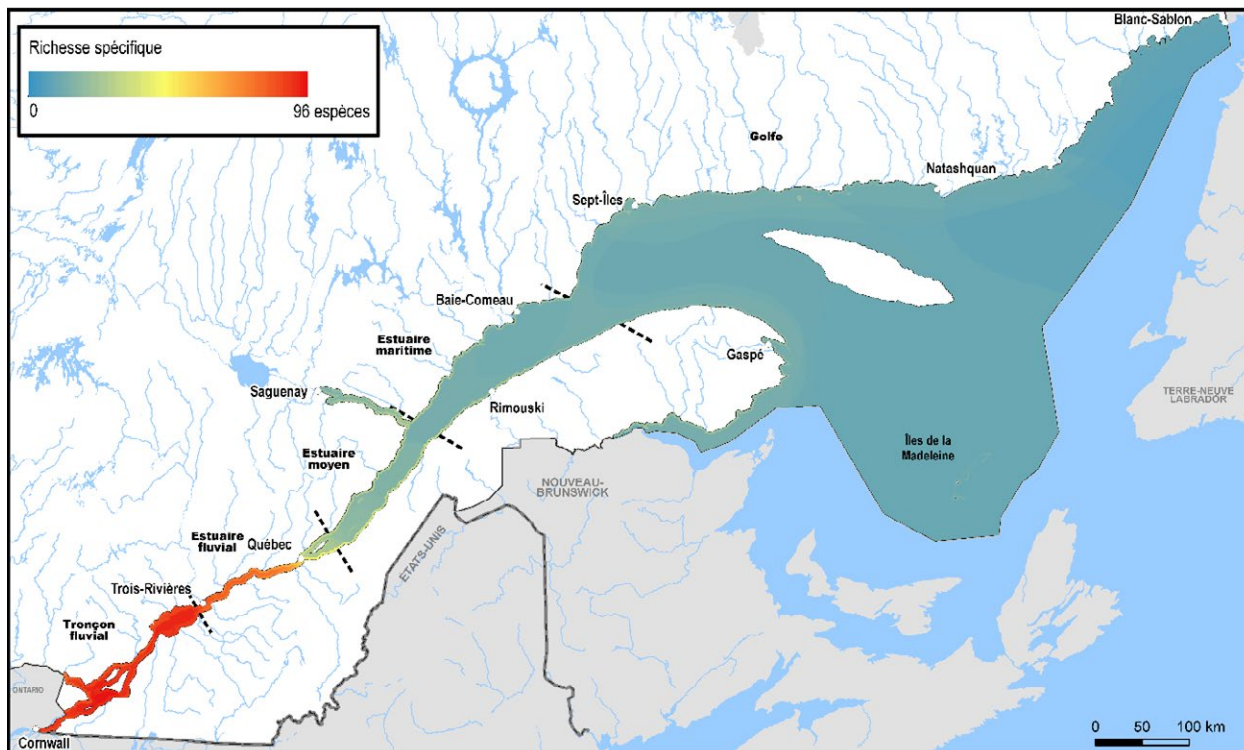 Richesse spécifique
0
96 espèces
Blanc-Sablon
Golfe
Natashquan
Sept-Îles
Baie-Comeau
Estuaire
maritime
Gaspé
Saguenay
Rimouski
TERRE-NEUVE
LABRADOR
Îles de la
Madeleine
Estuaire
moyen
NOUVEAU-
BRUNSWICK
ÉTATS-UNIS
Estuaire
fluvial
Québec
Trois-Rivières
Tronçon
fluvial
ONTARIO
Cornwall
0 50 100 km